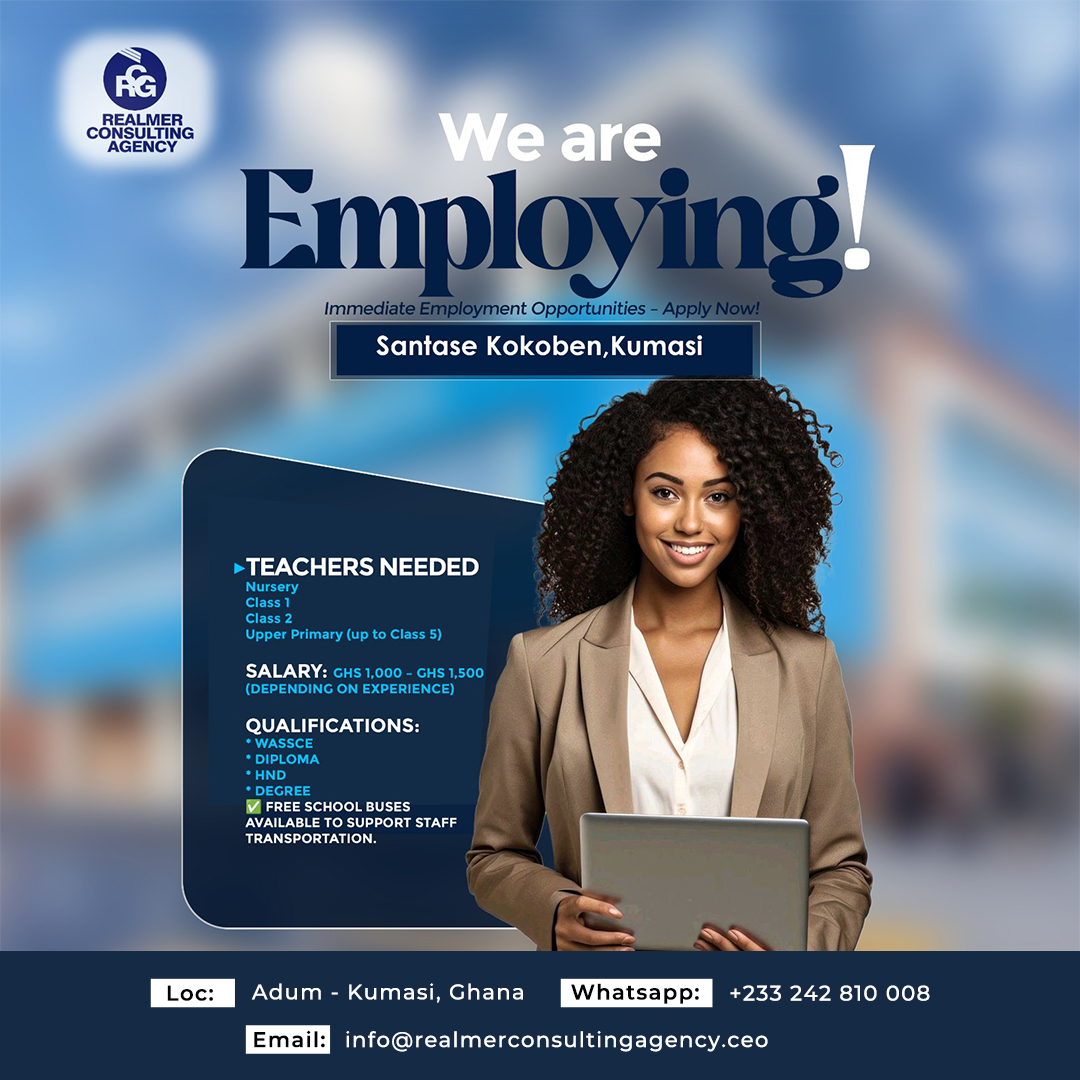 RCG
REALMER
CONSULTING
AGENCY
We are
Employing!
Immediate Employment Opportunities – Apply Now!
Santase Kokoben,Kumasi
▶TEACHERS NEEDED
Nursery
Class 1
Class 2
Upper Primary (up to Class 5)
SALARY: GHS 1,000 – GHS 1,500
(DEPENDING ON EXPERIENCE)
QUALIFICATIONS:
* WASSCE
* DIPLOMA
* HND
* DEGREE
✅ FREE SCHOOL BUSES
AVAILABLE TO SUPPORT STAFF
TRANSPORTATION.
Loc: Adum - Kumasi, Ghana Whatsapp: +233 242 810 008
Email: info@realmerconsultingagency.ceo